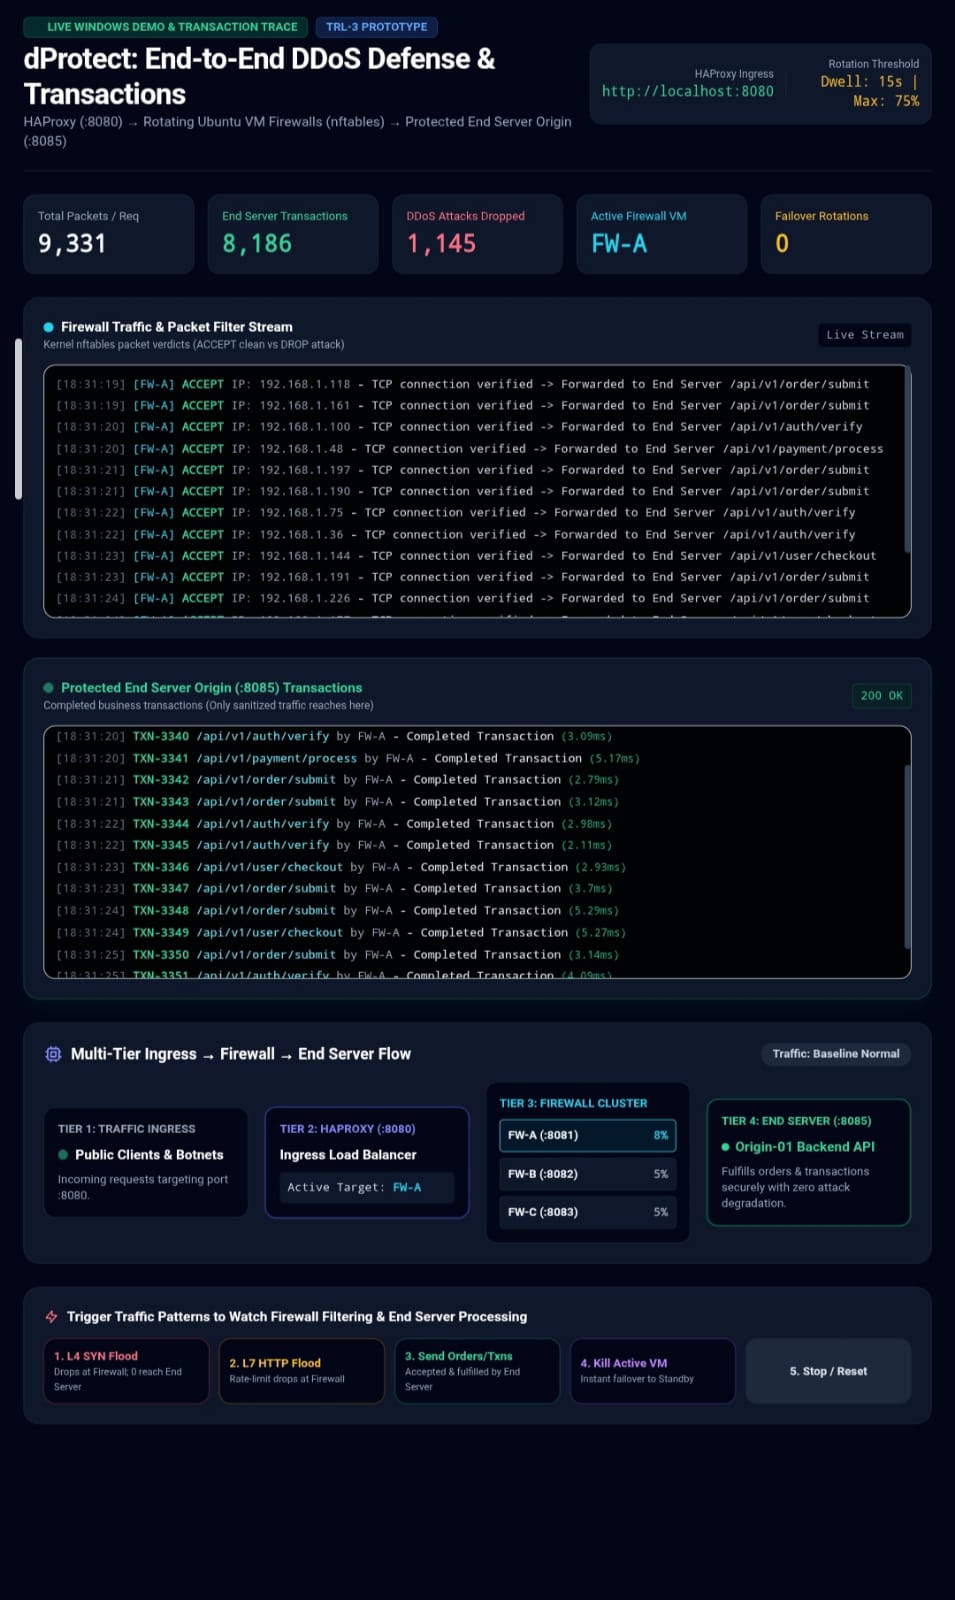 LIVE WINDOWS DEMO & TRANSACTION TRACE
TRL-3 PROTOTYPE
dProtect: End-to-End DDoS Defense &
Transactions
HAProxy (:8080) → Rotating Ubuntu VM Firewalls (nftables) → Protected End Server Origin
(:8085)
HAProxy Ingress
http://localhost:8080
Rotation Threshold
Dwell: 15s |
Max: 75%
Total Packets / Req
9,331
End Server Transactions
8,186
DDoS Attacks Dropped
1,145
Active Firewall VM
FW-A
Failover Rotations
0
Firewall Traffic & Packet Filter Stream
Kernel nftables packet verdicts (ACCEPT clean vs DROP attack)
Live Stream
[18:31:19] [FW-A] ACCEPT IP: 192.168.1.118 - TCP connection verified -> Forwarded to End Server /api/v1/order/submit
[18:31:19] [FW-A] ACCEPT IP: 192.168.1.161 - TCP connection verified -> Forwarded to End Server /api/v1/order/submit
[18:31:20] [FW-A] ACCEPT IP: 192.168.1.100 - TCP connection verified -> Forwarded to End Server /api/v1/auth/verify
[18:31:20] [FW-A] ACCEPT IP: 192.168.1.48 - TCP connection verified -> Forwarded to End Server /api/v1/payment/process
[18:31:21] [FW-A] ACCEPT IP: 192.168.1.197 - TCP connection verified -> Forwarded to End Server /api/v1/order/submit
[18:31:21] [FW-A] ACCEPT IP: 192.168.1.190 - TCP connection verified -> Forwarded to End Server /api/v1/order/submit
[18:31:22] [FW-A] ACCEPT IP: 192.168.1.75 - TCP connection verified -> Forwarded to End Server /api/v1/auth/verify
[18:31:22] [FW-A] ACCEPT IP: 192.168.1.36 - TCP connection verified -> Forwarded to End Server /api/v1/auth/verify
[18:31:23] [FW-A] ACCEPT IP: 192.168.1.144 - TCP connection verified -> Forwarded to End Server /api/v1/user/checkout
[18:31:23] [FW-A] ACCEPT IP: 192.168.1.191 - TCP connection verified -> Forwarded to End Server /api/v1/order/submit
[18:31:24] [FW-A] ACCEPT IP: 192.168.1.226 - TCP connection verified -> Forwarded to End Server /api/v1/order/submit
Protected End Server Origin (:8085) Transactions
Completed business transactions (Only sanitized traffic reaches here)
200 OK
[18:31:20] TXN-3340 /api/v1/auth/verify by FW-A - Completed Transaction (3.09ms)
[18:31:20] TXN-3341 /api/v1/payment/process by FW-A - Completed Transaction (5.17ms)
[18:31:21] TXN-3342 /api/v1/order/submit by FW-A - Completed Transaction (2.79ms)
[18:31:21] TXN-3343 /api/v1/order/submit by FW-A - Completed Transaction (3.12ms)
[18:31:22] TXN-3344 /api/v1/auth/verify by FW-A - Completed Transaction (2.98ms)
[18:31:22] TXN-3345 /api/v1/auth/verify by FW-A - Completed Transaction (2.11ms)
[18:31:23] TXN-3346 /api/v1/user/checkout by FW-A - Completed Transaction (2.93ms)
[18:31:23] TXN-3347 /api/v1/order/submit by FW-A - Completed Transaction (3.7ms)
[18:31:24] TXN-3348 /api/v1/order/submit by FW-A - Completed Transaction (5.29ms)
[18:31:24] TXN-3349 /api/v1/user/checkout by FW-A - Completed Transaction (5.27ms)
[18:31:25] TXN-3350 /api/v1/order/submit by FW-A - Completed Transaction (3.14ms)
[18:31:25] TXN-3351 /api/v1/auth/verify by FW-A - Completed Transaction (4.09ms)
Multi-Tier Ingress → Firewall → End Server Flow
Traffic: Baseline Normal
TIER 1: TRAFFIC INGRESS
Public Clients & Botnets
Incoming requests targeting port
:8080.
TIER 2: HAPROXY (:8080)
Ingress Load Balancer
Active Target: FW-A
TIER 3: FIREWALL CLUSTER
FW-A (:8081) 8%
FW-B (:8082) 5%
FW-C (:8083) 5%
TIER 4: END SERVER (:8085)
Origin-01 Backend API
Fulfills orders & transactions
securely with zero attack
degradation.
Trigger Traffic Patterns to Watch Firewall Filtering & End Server Processing
1. L4 SYN Flood
Drops at Firewall; 0 reach End
Server
2. L7 HTTP Flood
Rate-limit drops at Firewall
3. Send Orders/Txns
Accepted & fulfilled by End
Server
4. Kill Active VM
Instant failover to Standby
5. Stop / Reset